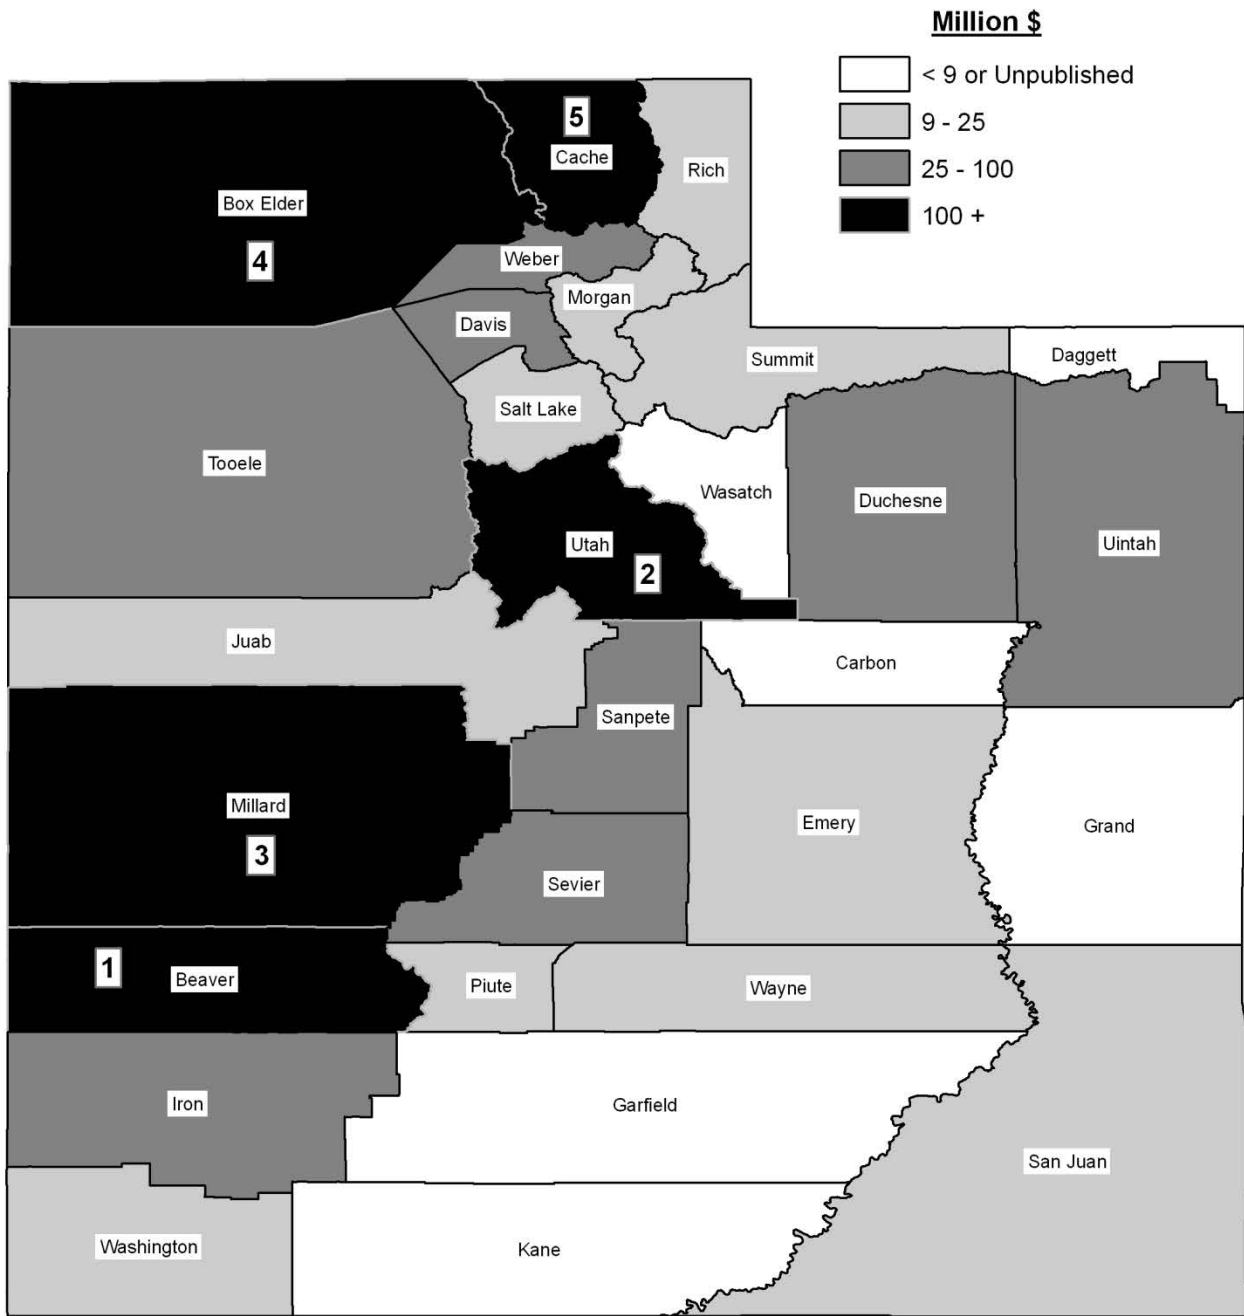 Million $
< 9 or Unpublished
9 - 25
25 - 100
100 +
5
Cache
Rich
Box Elder
4
Weber
Morgan
Davis
Summit
Daggett
Salt Lake
Tooele
Wasatch
Duchesne
Utah
Uintah
2
Juab
Carbon
Sanpete
Millard
Emery
Grand
3
Sevier
1
Beaver
Piute
Wayne
Iron
Garfield
San Juan
Washington
Kane